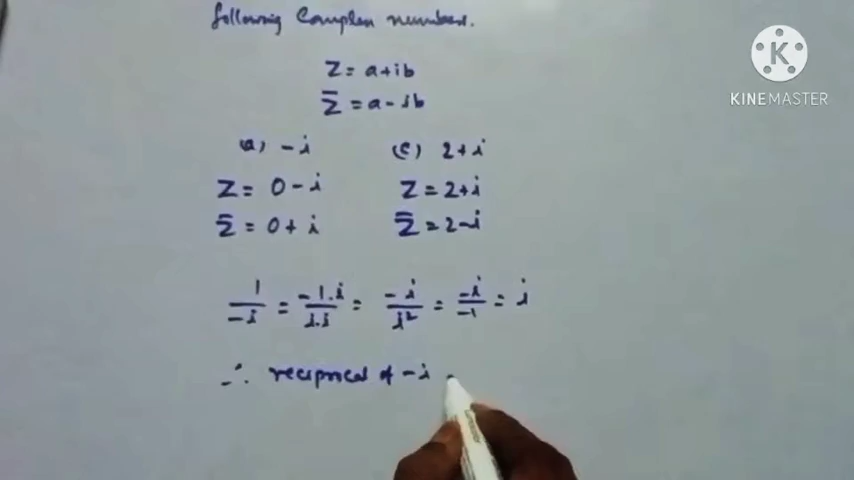 following Complex numbers.
Z = a+ib
Z̄ = a-ib
(a) -i (c) 2+i
Z = 0-i Z = 2+i
Z̄ = 0+i Z̄ = 2-i
1/-i = -1.i/i.i = -i/i² = -i/-1 = i
∴ reciprocal of -i
K
KINEMASTER